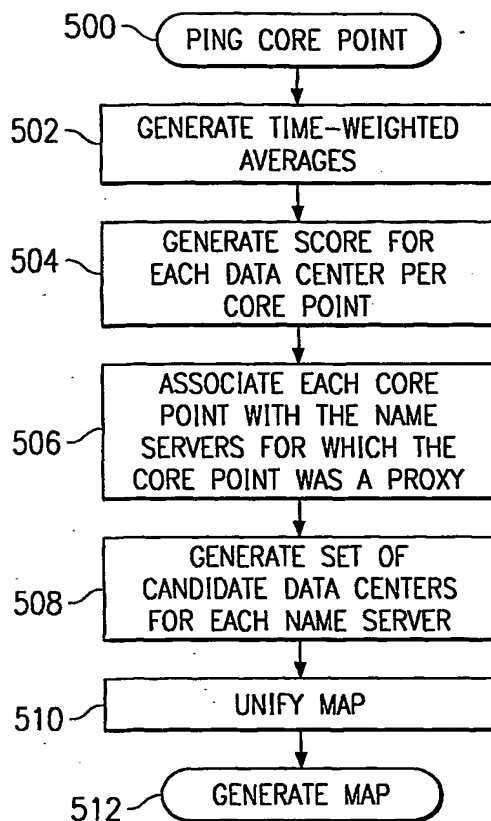 500
PING CORE POINT
502
GENERATE TIME-WEIGHTED
AVERAGES
504
GENERATE SCORE FOR
EACH DATA CENTER PER
CORE POINT
506
ASSOCIATE EACH CORE
POINT WITH THE NAME
SERVERS FOR WHICH THE
CORE POINT WAS A PROXY
508
GENERATE SET OF
CANDIDATE DATA CENTERS
FOR EACH NAME SERVER
510
UNIFY MAP
512
GENERATE MAP